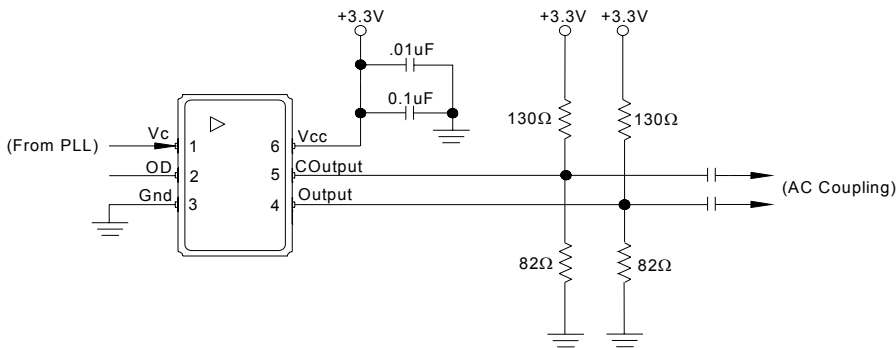 +3.3V
+3.3V +3.3V
.01uF
0.1uF
130Ω 130Ω
(From PLL)
Vc
1
6
Vcc
OD
2
5
COutput
Gnd
3
4
Output
(AC Coupling)
82Ω 82Ω